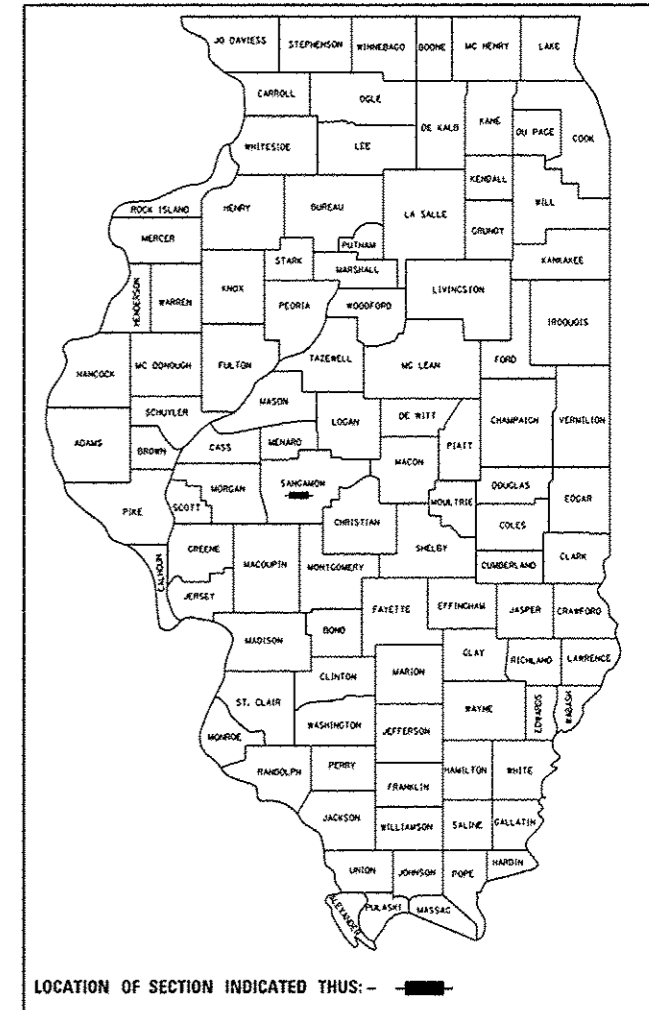 JO DAVIESS STEPHENSON WINNEBAGO BOONE MC HENRY LAKE
CARROLL OGLE DE KALB KANE DU PAGE COOK
WHITESIDE LEE
KENDALL WILL
ROCK ISLAND HENRY BUREAU LA SALLE GRUNDY
MERCER PUTNAM KANKAKEE
STARK MARSHALL
HENDERSON WARREN KNOX PEORIA WOODFORD LIVINGSTON IROQUOIS
HANCOCK MC DONOUGH FULTON TAZEWELL MC LEAN FORD
SCHUYLER MASON LOGAN DE WITT CHAMPAIGN VERMILION
ADAMS BROWN CASS MENARD MACON PIATT
PIKE SCOTT MORGAN SANGAMON CHRISTIAN MOULTRIE DOUGLAS EDGAR
COLES
CALHOUN GREENE MACOUPIN MONTGOMERY SHELBY CUMBERLAND CLARK
JERSEY FAYETTE EFFINGHAM JASPER CRAWFORD
MADISON BOND CLAY RICHLAND LAWRENCE
CLINTON MARION
ST. CLAIR WAYNE EDWARDS WABASH
MONROE WASHINGTON JEFFERSON
RANDOLPH PERRY HAMILTON WHITE
FRANKLIN
JACKSON WILLIAMSON SALINE GALLATIN
UNION JOHNSON POPE HARDIN
ALEXANDER PULASKI MASSAC
LOCATION OF SECTION INDICATED THUS: –